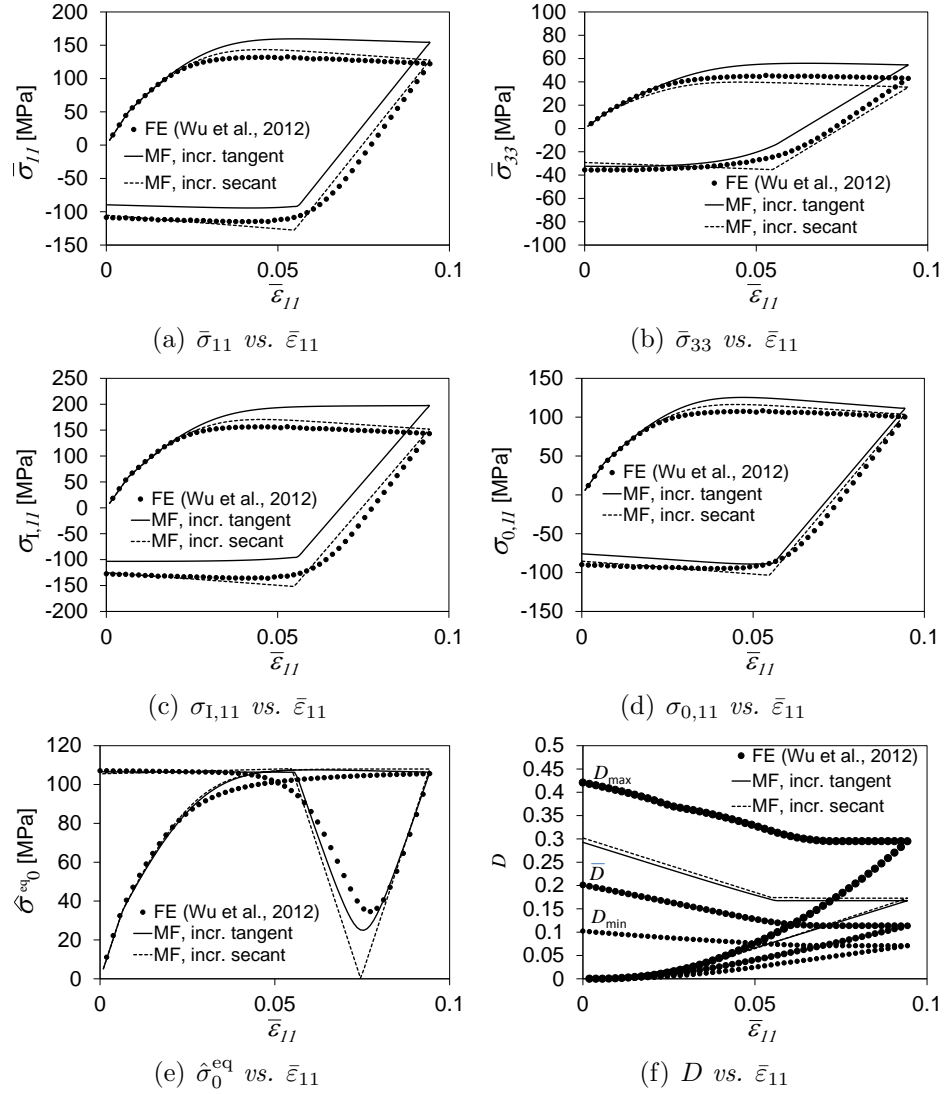 200
150
100
50
0
-50
-100
-150
σ̄₁₁ [MPa]
FE (Wu et al., 2012)
MF, incr. tangent
MF, incr. secant
0 0.05 0.1
ε̄₁₁
(a) σ̄₁₁ vs. ε̄₁₁
100
80
60
40
20
0
-20
-40
-60
-80
-100
σ̄₃₃ [MPa]
FE (Wu et al., 2012)
MF, incr. tangent
MF, incr. secant
0 0.05 0.1
ε̄₁₁
(b) σ̄₃₃ vs. ε̄₁₁
250
200
150
100
50
0
-50
-100
-150
-200
σ_I,11 [MPa]
FE (Wu et al., 2012)
MF, incr. tangent
MF, incr. secant
0 0.05 0.1
ε̄₁₁
(c) σ_I,11 vs. ε̄₁₁
150
100
50
0
-50
-100
-150
σ_0,11 [MPa]
FE (Wu et al., 2012)
MF, incr. tangent
MF, incr. secant
0 0.05 0.1
ε̄₁₁
(d) σ_0,11 vs. ε̄₁₁
120
100
80
60
40
20
0
σ̂^eq_0 [MPa]
FE (Wu et al., 2012)
MF, incr. tangent
MF, incr. secant
0 0.05 0.1
ε̄₁₁
(e) σ̂₀^eq vs. ε̄₁₁
0.5
0.45
0.4
0.35
0.3
0.25
0.2
0.15
0.1
0.05
0
D
FE (Wu et al., 2012)
MF, incr. tangent
MF, incr. secant
D_max
D̄
D_min
0 0.05 0.1
ε̄₁₁
(f) D vs. ε̄₁₁